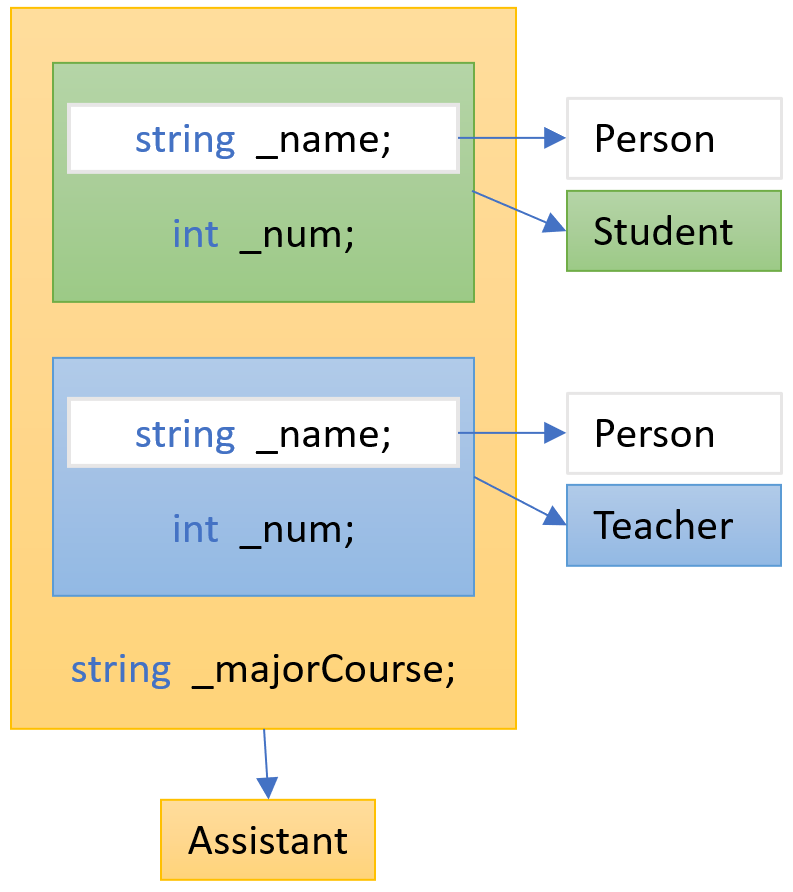 string _name;
Person
int _num;
Student
string _name;
Person
int _num;
Teacher
string _majorCourse;
Assistant